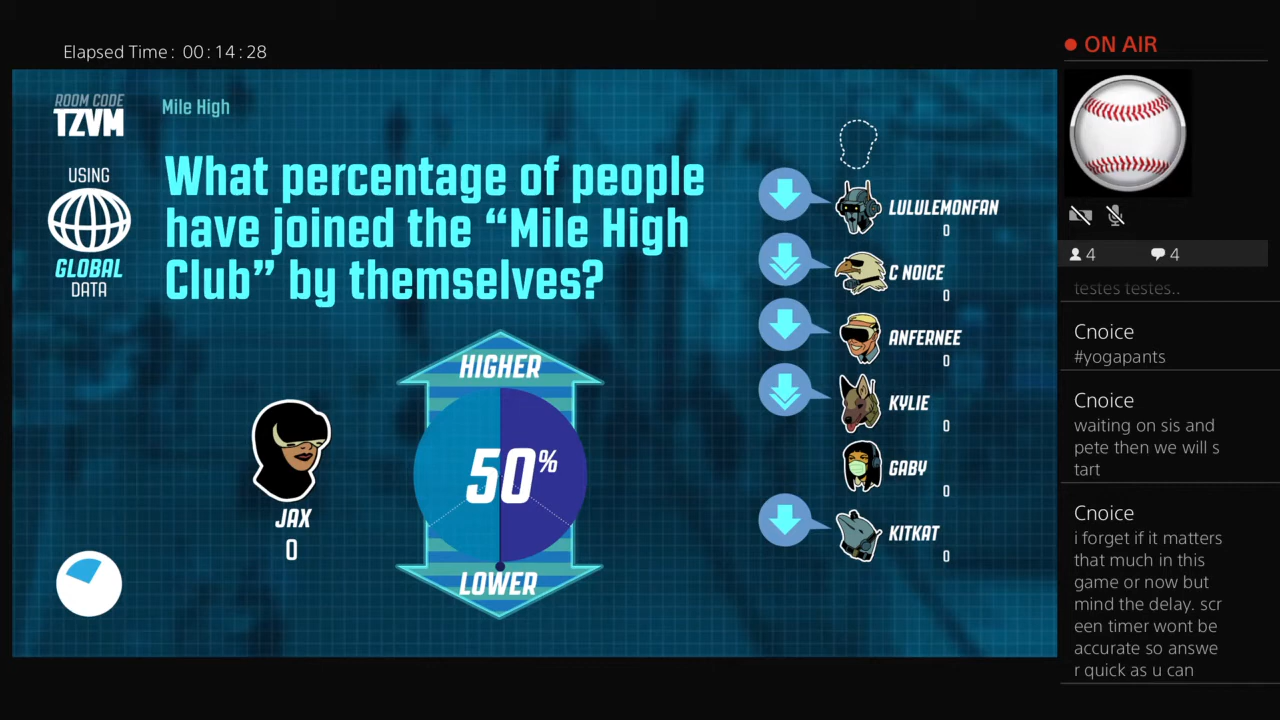 Elapsed Time: 00:14:28
ON AIR
ROOM CODE
TZVM
Mile High
USING
GLOBAL
DATA
What percentage of people
have joined the “Mile High
Club” by themselves?
HIGHER
50%
LOWER
JAX
0
LULULEMONFAN
0
C NOICE
0
ANFERNEE
0
KYLIE
0
GABY
0
KITKAT
0
4
4
testes testes..
Cnoice
#yogapants
Cnoice
waiting on sis and
pete then we will s
tart
Cnoice
i forget if it matters
that much in this
game or now but
mind the delay. scr
een timer wont be
accurate so answe
r quick as u can